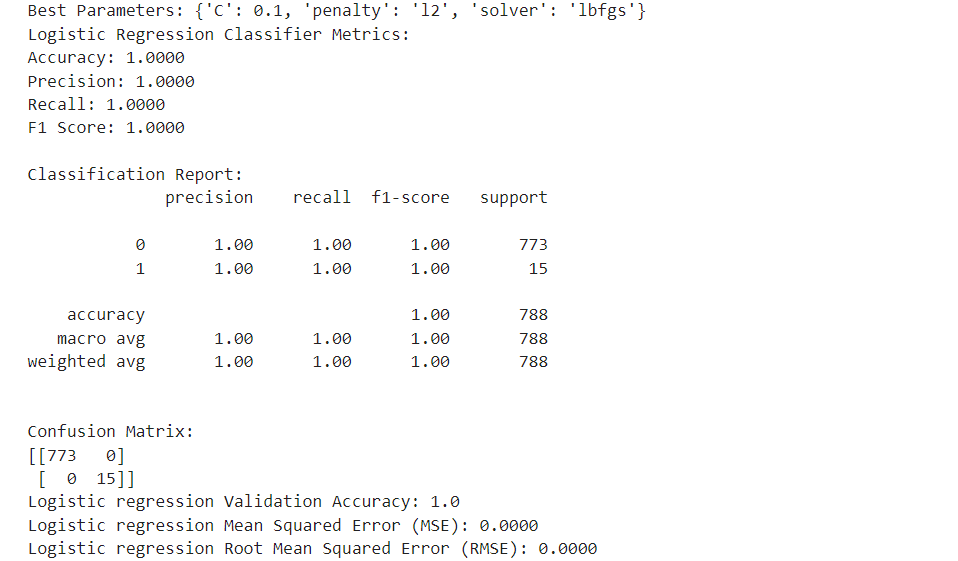 Best Parameters: {'C': 0.1, 'penalty': 'l2', 'solver': 'lbfgs'}
Logistic Regression Classifier Metrics:
Accuracy: 1.0000
Precision: 1.0000
Recall: 1.0000
F1 Score: 1.0000
Classification Report:
              precision    recall  f1-score   support
           0       1.00      1.00      1.00       773
           1       1.00      1.00      1.00        15
    accuracy                           1.00       788
   macro avg       1.00      1.00      1.00       788
weighted avg       1.00      1.00      1.00       788
Confusion Matrix:
[[773   0]
 [  0  15]]
Logistic regression Validation Accuracy: 1.0
Logistic regression Mean Squared Error (MSE): 0.0000
Logistic regression Root Mean Squared Error (RMSE): 0.0000